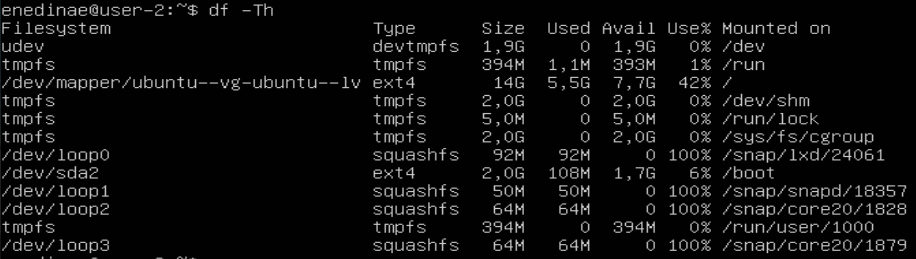 enedinae@user-2:~$ df -Th
Filesystem Type Size Used Avail Use% Mounted on
udev devtmpfs 1,9G 0 1,9G 0% /dev
tmpfs tmpfs 394M 1,1M 393M 1% /run
/dev/mapper/ubuntu--vg-ubuntu--lv ext4 14G 5,5G 7,7G 42% /
tmpfs tmpfs 2,0G 0 2,0G 0% /dev/shm
tmpfs tmpfs 5,0M 0 5,0M 0% /run/lock
tmpfs tmpfs 2,0G 0 2,0G 0% /sys/fs/cgroup
/dev/loop0 squashfs 92M 92M 0 100% /snap/lxd/24061
/dev/sda2 ext4 2,0G 108M 1,7G 6% /boot
/dev/loop1 squashfs 50M 50M 0 100% /snap/snapd/18357
/dev/loop2 squashfs 64M 64M 0 100% /snap/core20/1828
tmpfs tmpfs 394M 0 394M 0% /run/user/1000
/dev/loop3 squashfs 64M 64M 0 100% /snap/core20/1879